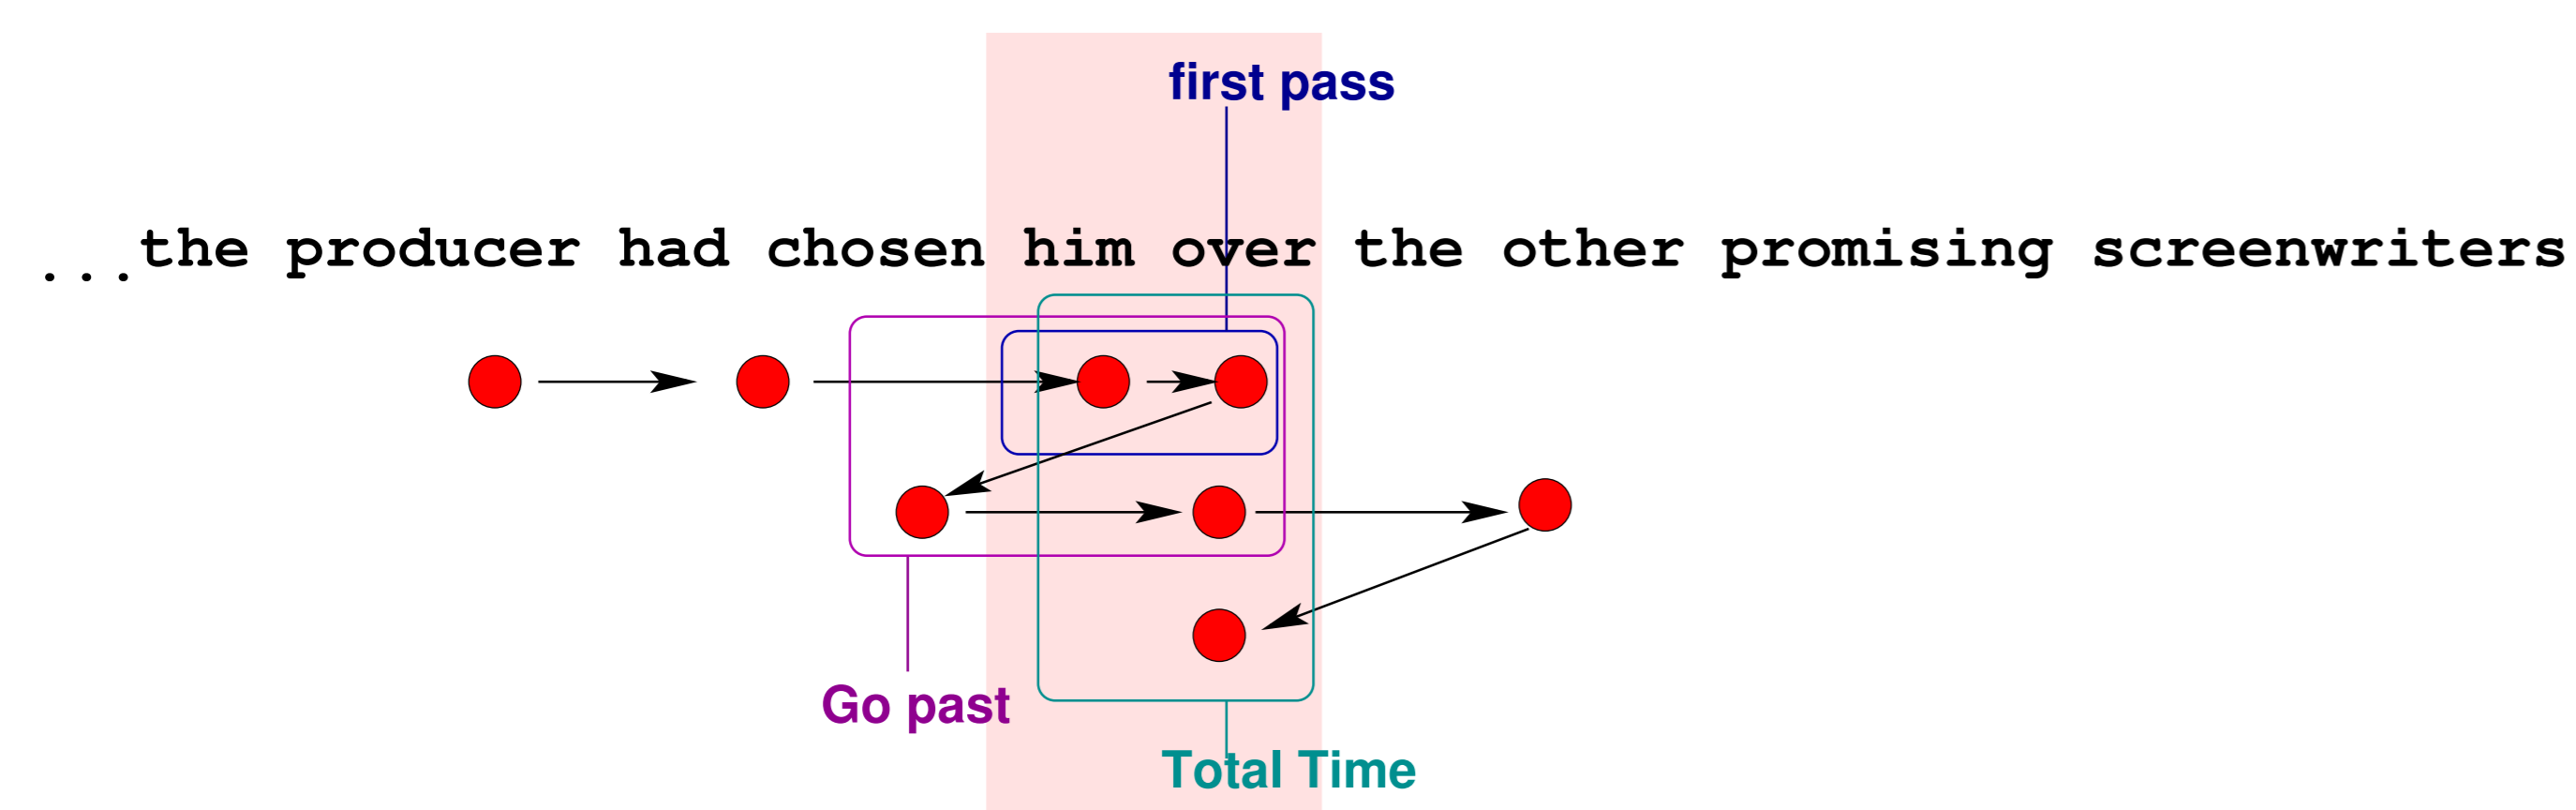 first pass
...the producer had chosen him over the other promising screenwriters
Go past
Total Time